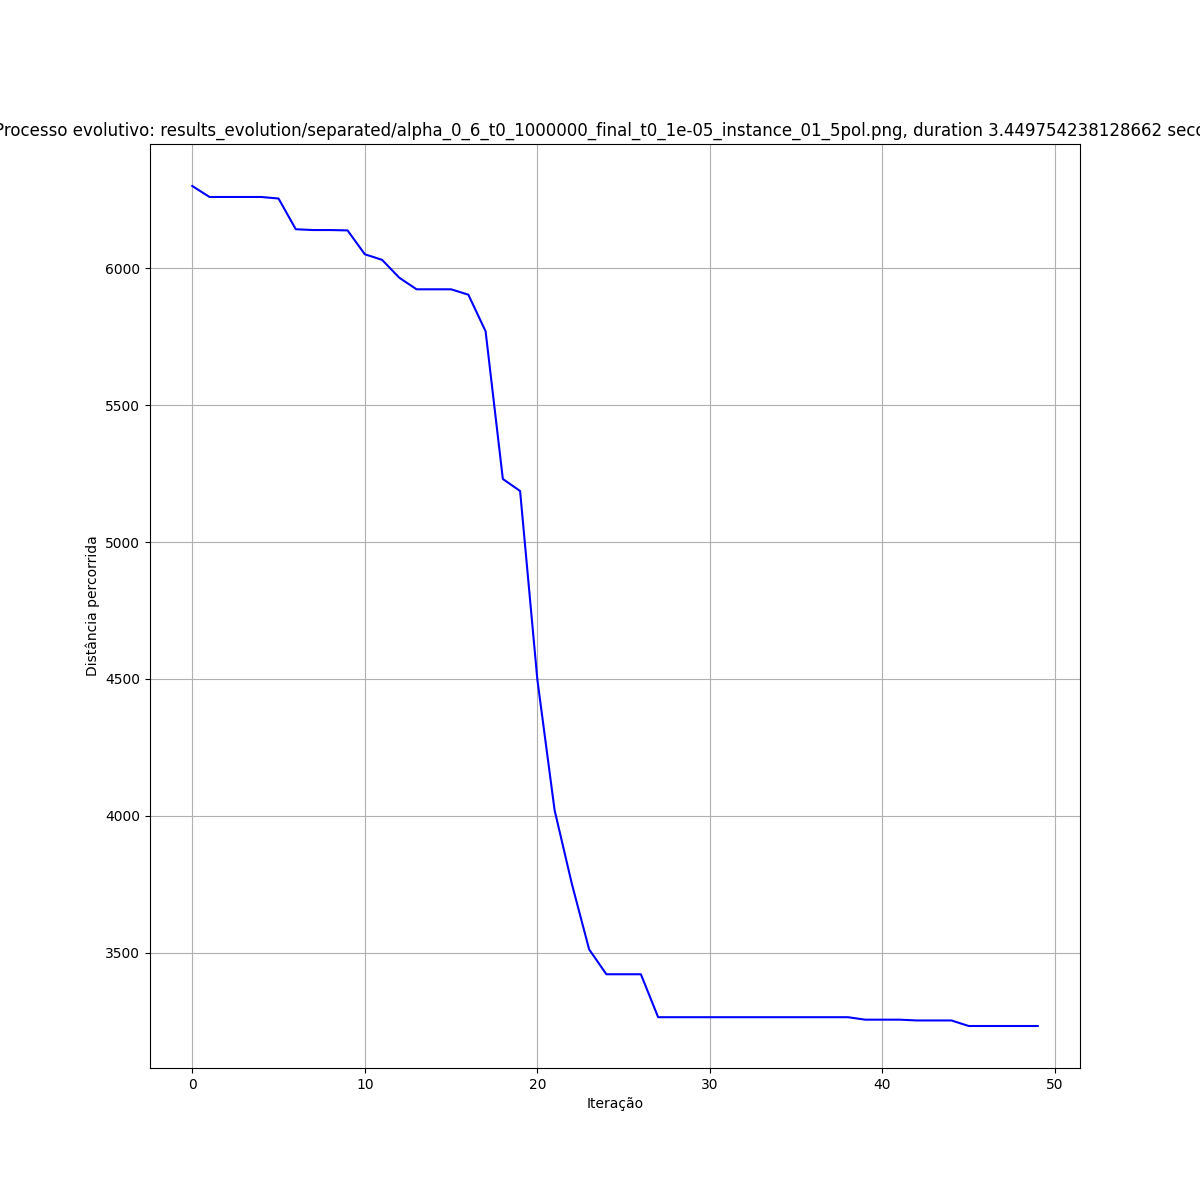 Processo evolutivo: results_evolution/separated/alpha_0_6_t0_1000000_final_t0_1e-05_instance_01_5pol.png, duration 3.449754238128662
6000
5500
5000
4500
4000
3500
Distância percorrida
0 10 20 30 40 50
Iteração